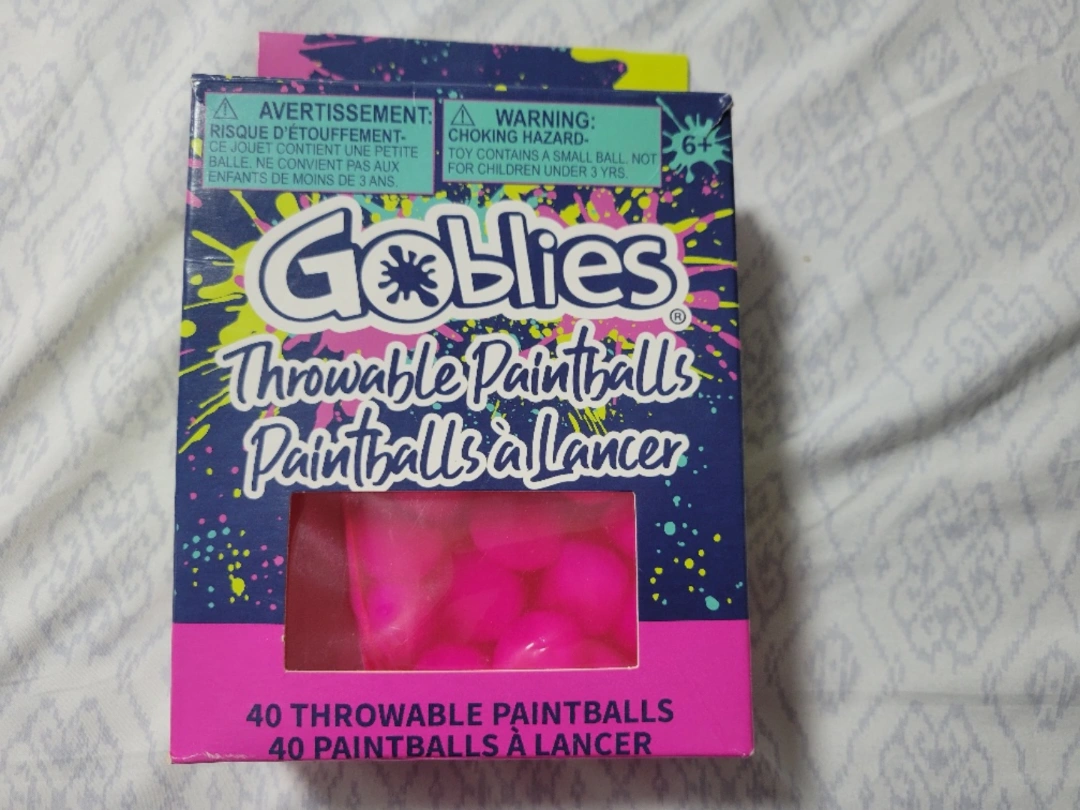 AVERTISSEMENT:
RISQUE D'ÉTOUFFEMENT-
CE JOUET CONTIENT UNE PETITE
BALLE. NE CONVIENT PAS AUX
ENFANTS DE MOINS DE 3 ANS.
WARNING:
CHOKING HAZARD-
TOY CONTAINS A SMALL BALL. NOT
FOR CHILDREN UNDER 3 YRS.
6+
Goblies®
Throwable Paintballs
Paintballs à Lancer
40 THROWABLE PAINTBALLS
40 PAINTBALLS À LANCER